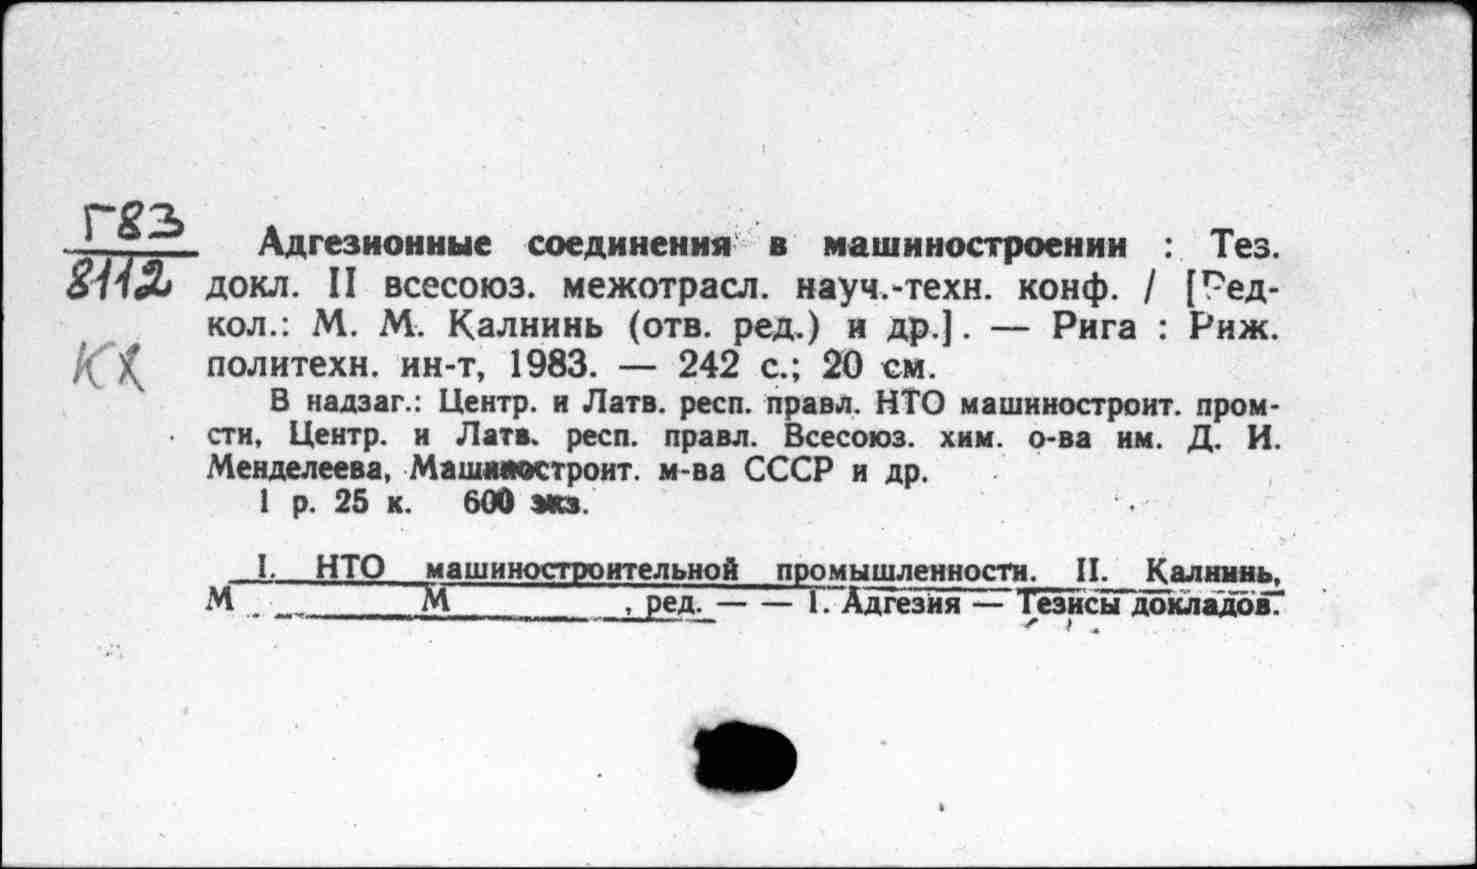 Г83
8112
КХ
Адгезионные соединения в машиностроении : Тез.
докл. II всесоюз. межотрасл. науч.-техн. конф. / [Ред-
кол.: М. М. Калнинь (отв. ред.) и др.]. — Рига : Риж.
политехн. ин-т, 1983. — 242 с.; 20 см.
В надзаг.: Центр. и Латв. респ. правл. НТО машиностроит. пром-
сти, Центр. и Латв. респ. правл. Всесоюз. хим. о-ва им. Д. И.
Менделеева, Машиностроит. м-ва СССР и др.
1 р. 25 к. 600 экз.
I. НТО машиностроительной промышленности. II. Калнинь,
М М , ред. — — 1. Адгезия — Тезисы докладов.